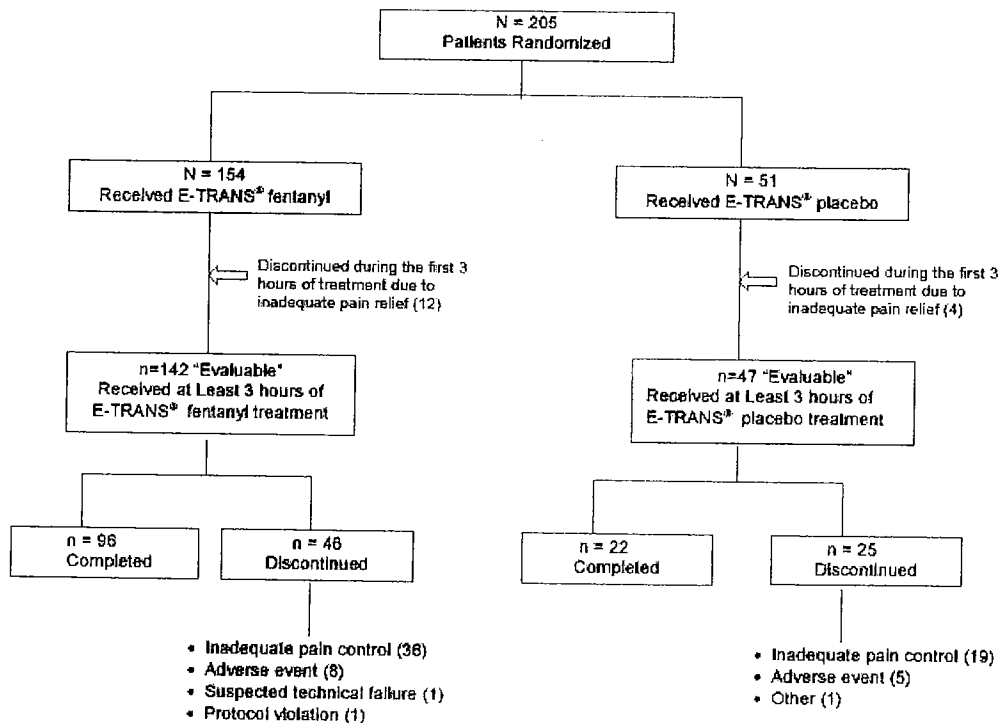 N = 205
Patients Randomized
N = 154
Received E-TRANS® fentanyl
N = 51
Received E-TRANS® placebo
Discontinued during the first 3
hours of treatment due to
inadequate pain relief (12)
Discontinued during the first 3
hours of treatment due to
inadequate pain relief (4)
n=142 "Evaluable"
Received at Least 3 hours of
E-TRANS® fentanyl treatment
n=47 "Evaluable"
Received at Least 3 hours of
E-TRANS® placebo treatment
n = 96
Completed
n = 46
Discontinued
n = 22
Completed
n = 25
Discontinued
• Inadequate pain control (36)
• Adverse event (8)
• Suspected technical failure (1)
• Protocol violation (1)
• Inadequate pain control (19)
• Adverse event (5)
• Other (1)